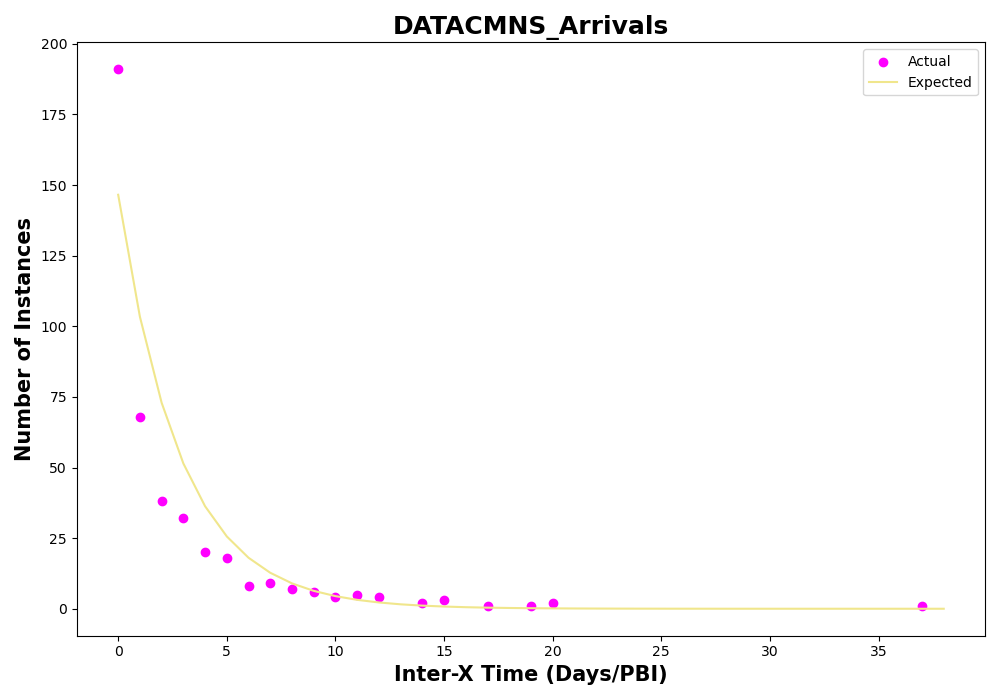 DATACMNS_Arrivals
Actual
Expected
Number of Instances
200
175
150
125
100
75
50
25
0
0 5 10 15 20 25 30 35
Inter-X Time (Days/PBI)